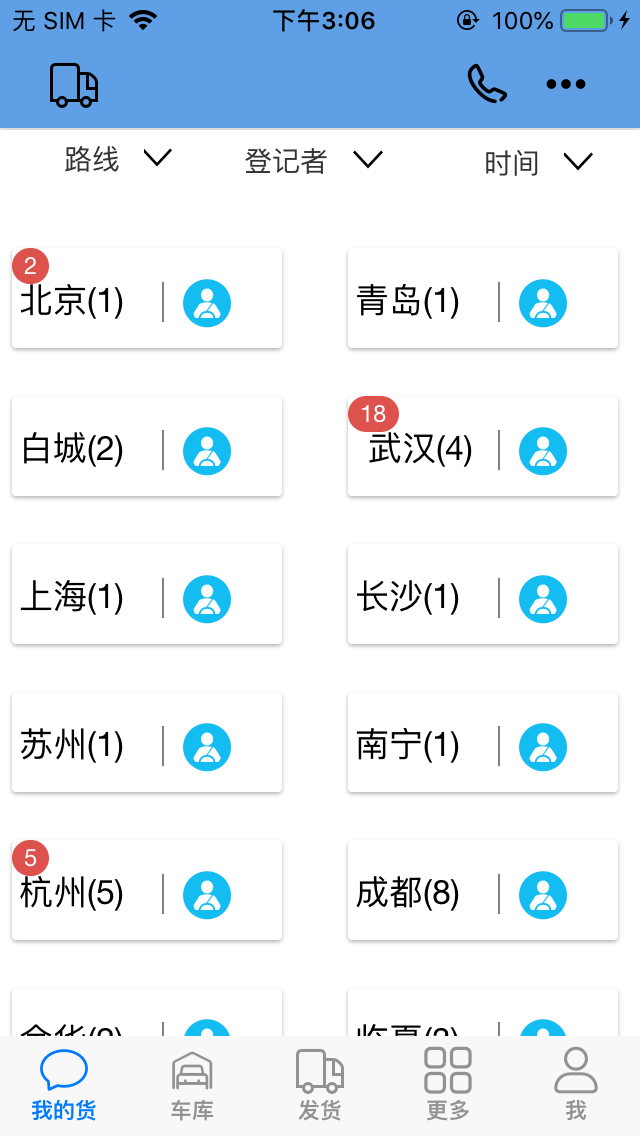 无 SIM 卡 下午3:06 100%
路线 登记者 时间
2
北京(1) 青岛(1)
18
白城(2) 武汉(4)
上海(1) 长沙(1)
苏州(1) 南宁(1)
5
杭州(5) 成都(8)
我的货 车库 发货 更多 我